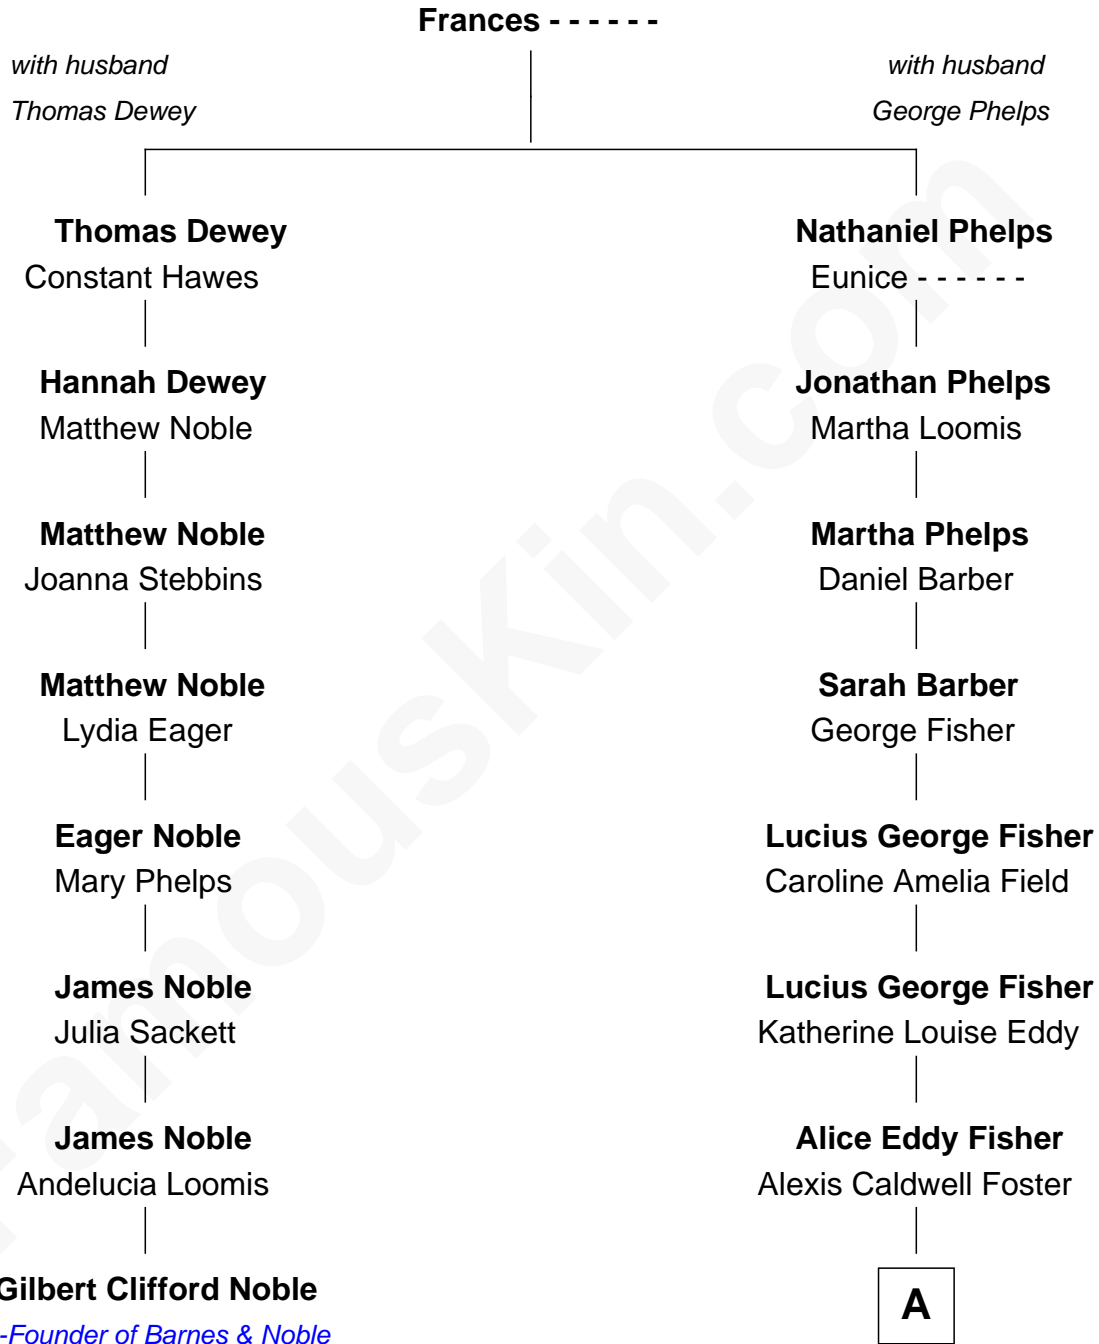 Frances - - - - - -
with husband
Thomas Dewey
with husband
George Phelps
Thomas Dewey
Constant Hawes
Nathaniel Phelps
Eunice - - - - - -
Hannah Dewey
Matthew Noble
Jonathan Phelps
Martha Loomis
Matthew Noble
Joanna Stebbins
Martha Phelps
Daniel Barber
Matthew Noble
Lydia Eager
Sarah Barber
George Fisher
Eager Noble
Mary Phelps
Lucius George Fisher
Caroline Amelia Field
James Noble
Julia Sackett
Lucius George Fisher
Katherine Louise Eddy
James Noble
Andelucia Loomis
Alice Eddy Fisher
Alexis Caldwell Foster
Gilbert Clifford Noble
-Founder of Barnes & Noble
A
FamousKin.com